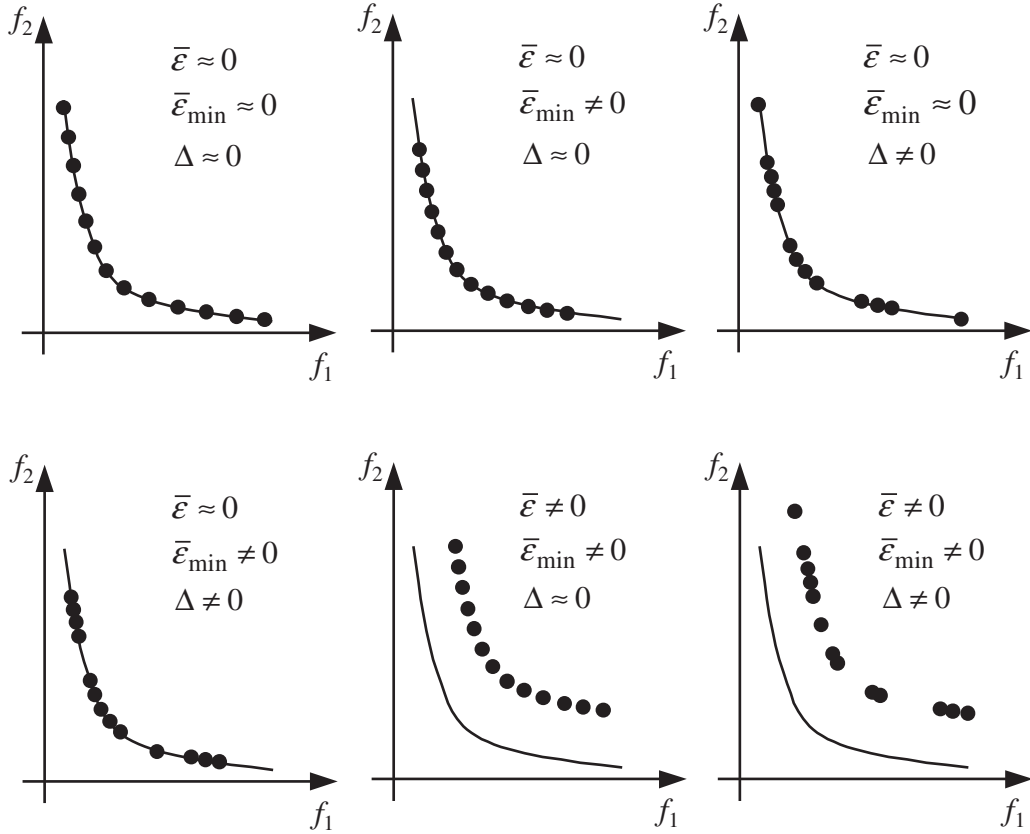 f₂
ε̅ ≈ 0
ε̅min ≈ 0
Δ ≈ 0
f₁
f₂
ε̅ ≈ 0
ε̅min ≠ 0
Δ ≈ 0
f₁
f₂
ε̅ ≈ 0
ε̅min ≈ 0
Δ ≠ 0
f₁
f₂
ε̅ ≈ 0
ε̅min ≠ 0
Δ ≠ 0
f₁
f₂
ε̅ ≠ 0
ε̅min ≠ 0
Δ ≈ 0
f₁
f₂
ε̅ ≠ 0
ε̅min ≠ 0
Δ ≠ 0
f₁